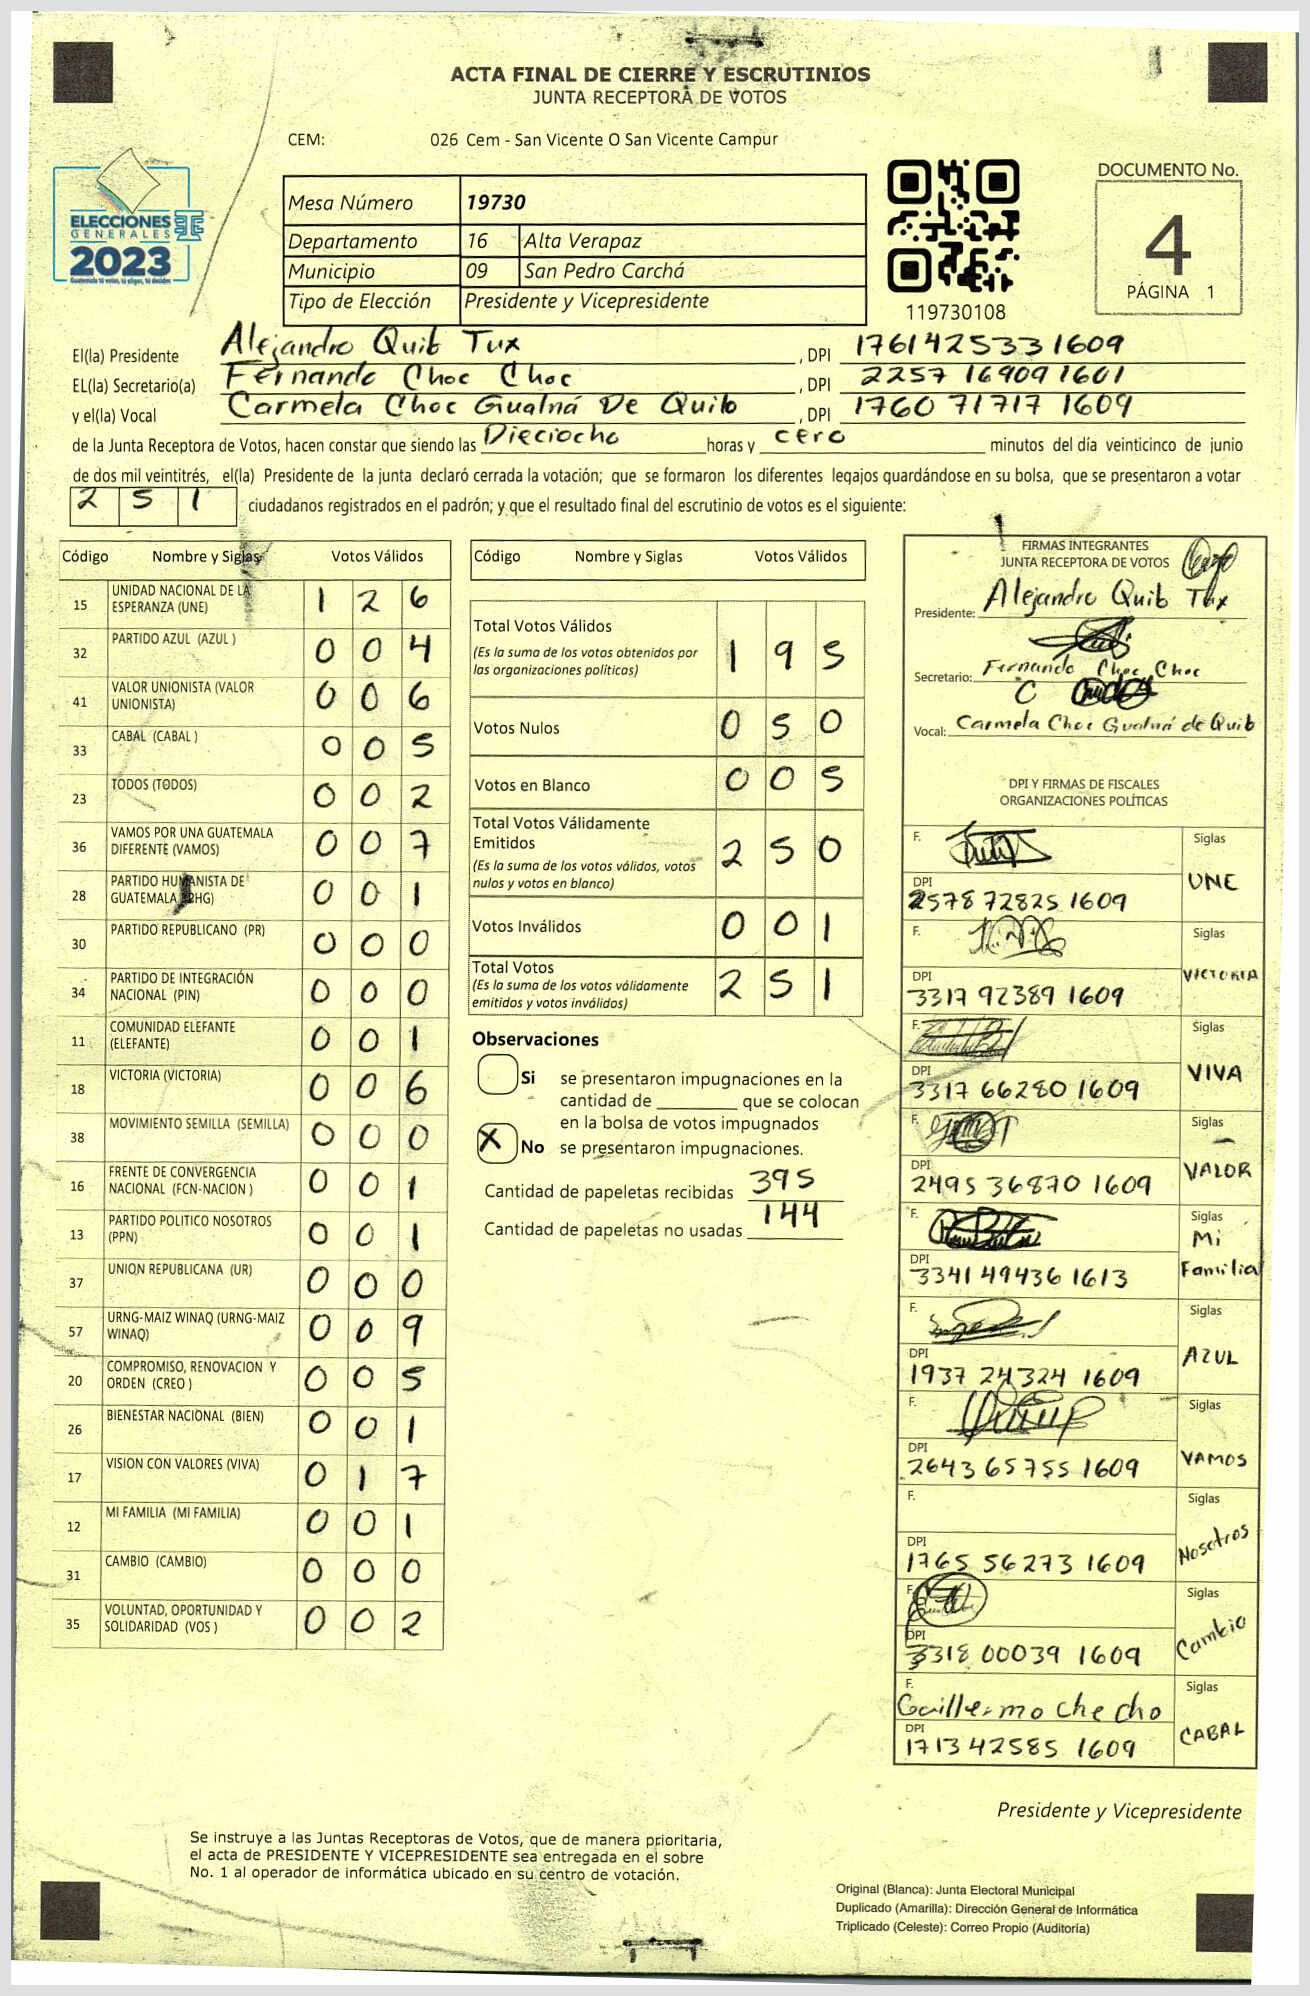 ACTA FINAL DE CIERRE Y ESCRUTINIOS
JUNTA RECEPTORA DE VOTOS
CEM: 026 Cem - San Vicente O San Vicente Campur
ELECCIONES
GENERALES
2023
Mesa Número 19730
Departamento 16 Alta Verapaz
Municipio 09 San Pedro Carchá
Tipo de Elección Presidente y Vicepresidente
119730108
DOCUMENTO No.
4
PÁGINA 1
El(la) Presidente Alejandro Quib Tux , DPI 1761425331609
EL(la) Secretario(a) Fernando Choc Choc , DPI 2257 16909 1601
y el(la) Vocal Carmela Choc Gualná De Quib , DPI 1760 71717 1609
de la Junta Receptora de Votos, hacen constar que siendo las Dieciocho horas y cero minutos del día veinticinco de junio
de dos mil veintitrés, el(la) Presidente de la junta declaró cerrada la votación; que se formaron los diferentes legajos guardándose en su bolsa, que se presentaron a votar
251 ciudadanos registrados en el padrón; y que el resultado final del escrutinio de votos es el siguiente:
Código Nombre y Siglas Votos Válidos
15 UNIDAD NACIONAL DE LA ESPERANZA (UNE) 1 2 6
32 PARTIDO AZUL (AZUL ) 0 0 4
41 VALOR UNIONISTA (VALOR UNIONISTA) 0 0 6
33 CABAL (CABAL ) 0 0 5
23 TODOS (TODOS) 0 0 2
36 VAMOS POR UNA GUATEMALA DIFERENTE (VAMOS) 0 0 7
28 PARTIDO HUMANISTA DE GUATEMALA (PHG) 0 0 1
30 PARTIDO REPUBLICANO (PR) 0 0 0
34 PARTIDO DE INTEGRACIÓN NACIONAL (PIN) 0 0 0
11 COMUNIDAD ELEFANTE (ELEFANTE) 0 0 1
18 VICTORIA (VICTORIA) 0 0 6
38 MOVIMIENTO SEMILLA (SEMILLA) 0 0 0
16 FRENTE DE CONVERGENCIA NACIONAL (FCN-NACION ) 0 0 1
13 PARTIDO POLITICO NOSOTROS (PPN) 0 0 1
37 UNION REPUBLICANA (UR) 0 0 0
57 URNG-MAIZ WINAQ (URNG-MAIZ WINAQ) 0 0 9
20 COMPROMISO, RENOVACION Y ORDEN (CREO ) 0 0 5
26 BIENESTAR NACIONAL (BIEN) 0 0 1
17 VISION CON VALORES (VIVA) 0 1 7
12 MI FAMILIA (MI FAMILIA) 0 0 1
31 CAMBIO (CAMBIO) 0 0 0
35 VOLUNTAD, OPORTUNIDAD Y SOLIDARIDAD (VOS ) 0 0 2
Código Nombre y Siglas Votos Válidos
Total Votos Válidos 1 9 5
(Es la suma de los votos obtenidos por
las organizaciones políticas)
Votos Nulos 0 5 0
Votos en Blanco 0 0 5
Total Votos Válidamente
Emitidos 2 5 0
(Es la suma de los votos válidos, votos
nulos y votos en blanco)
Votos Inválidos 0 0 1
Total Votos 2 5 1
(Es la suma de los votos válidamente
emitidos y votos inválidos)
Observaciones
Si se presentaron impugnaciones en la
cantidad de ________ que se colocan
en la bolsa de votos impugnados
X No se presentaron impugnaciones.
Cantidad de papeletas recibidas 395
Cantidad de papeletas no usadas 144
FIRMAS INTEGRANTES
JUNTA RECEPTORA DE VOTOS
Presidente: Alejandro Quib Tux
Secretario: Fernando Choc Choc
Vocal: Carmela Choc Gualná de Quib
DPI Y FIRMAS DE FISCALES
ORGANIZACIONES POLÍTICAS
F. Siglas
DPI 2578 72825 1609 UNE
F. Siglas
DPI 3317 92389 1609 VICTORIA
F. Siglas
DPI 3317 66280 1609 VIVA
F. Siglas
DPI 2495 36870 1609 VALOR
F. Siglas
DPI 3341 49436 1613 Mi Familia
F. Siglas
DPI 1937 24324 1609 AZUL
F. Siglas
DPI 2643 65755 1609 VAMOS
F. Siglas
DPI 1765 56273 1609 Nosotros
F. Siglas
DPI 3318 00039 1609 Cambio
F. Guillermo Che cho Siglas
DPI 1713 42585 1609 CABAL
Presidente y Vicepresidente
Se instruye a las Juntas Receptoras de Votos, que de manera prioritaria,
el acta de PRESIDENTE Y VICEPRESIDENTE sea entregada en el sobre
No. 1 al operador de informática ubicado en su centro de votación.
Original (Blanca): Junta Electoral Municipal
Duplicado (Amarilla): Dirección General de Informática
Triplicado (Celeste): Correo Propio (Auditoría)